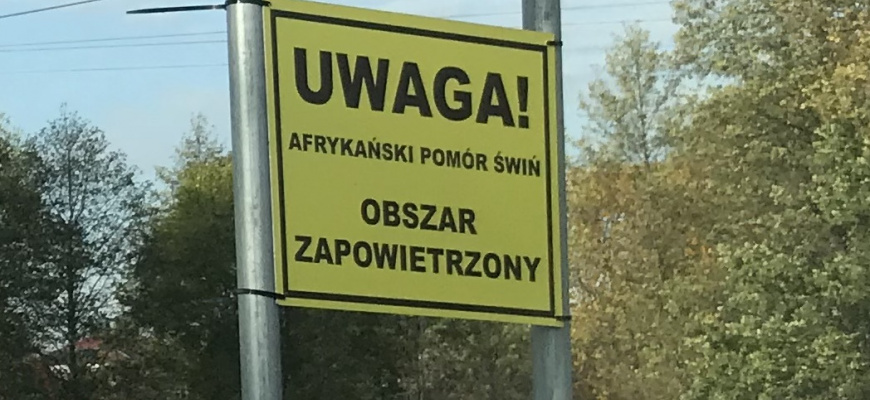 UWAGA!
AFRYKAŃSKI POMÓR ŚWIŃ
OBSZAR
ZAPOWIETRZONY